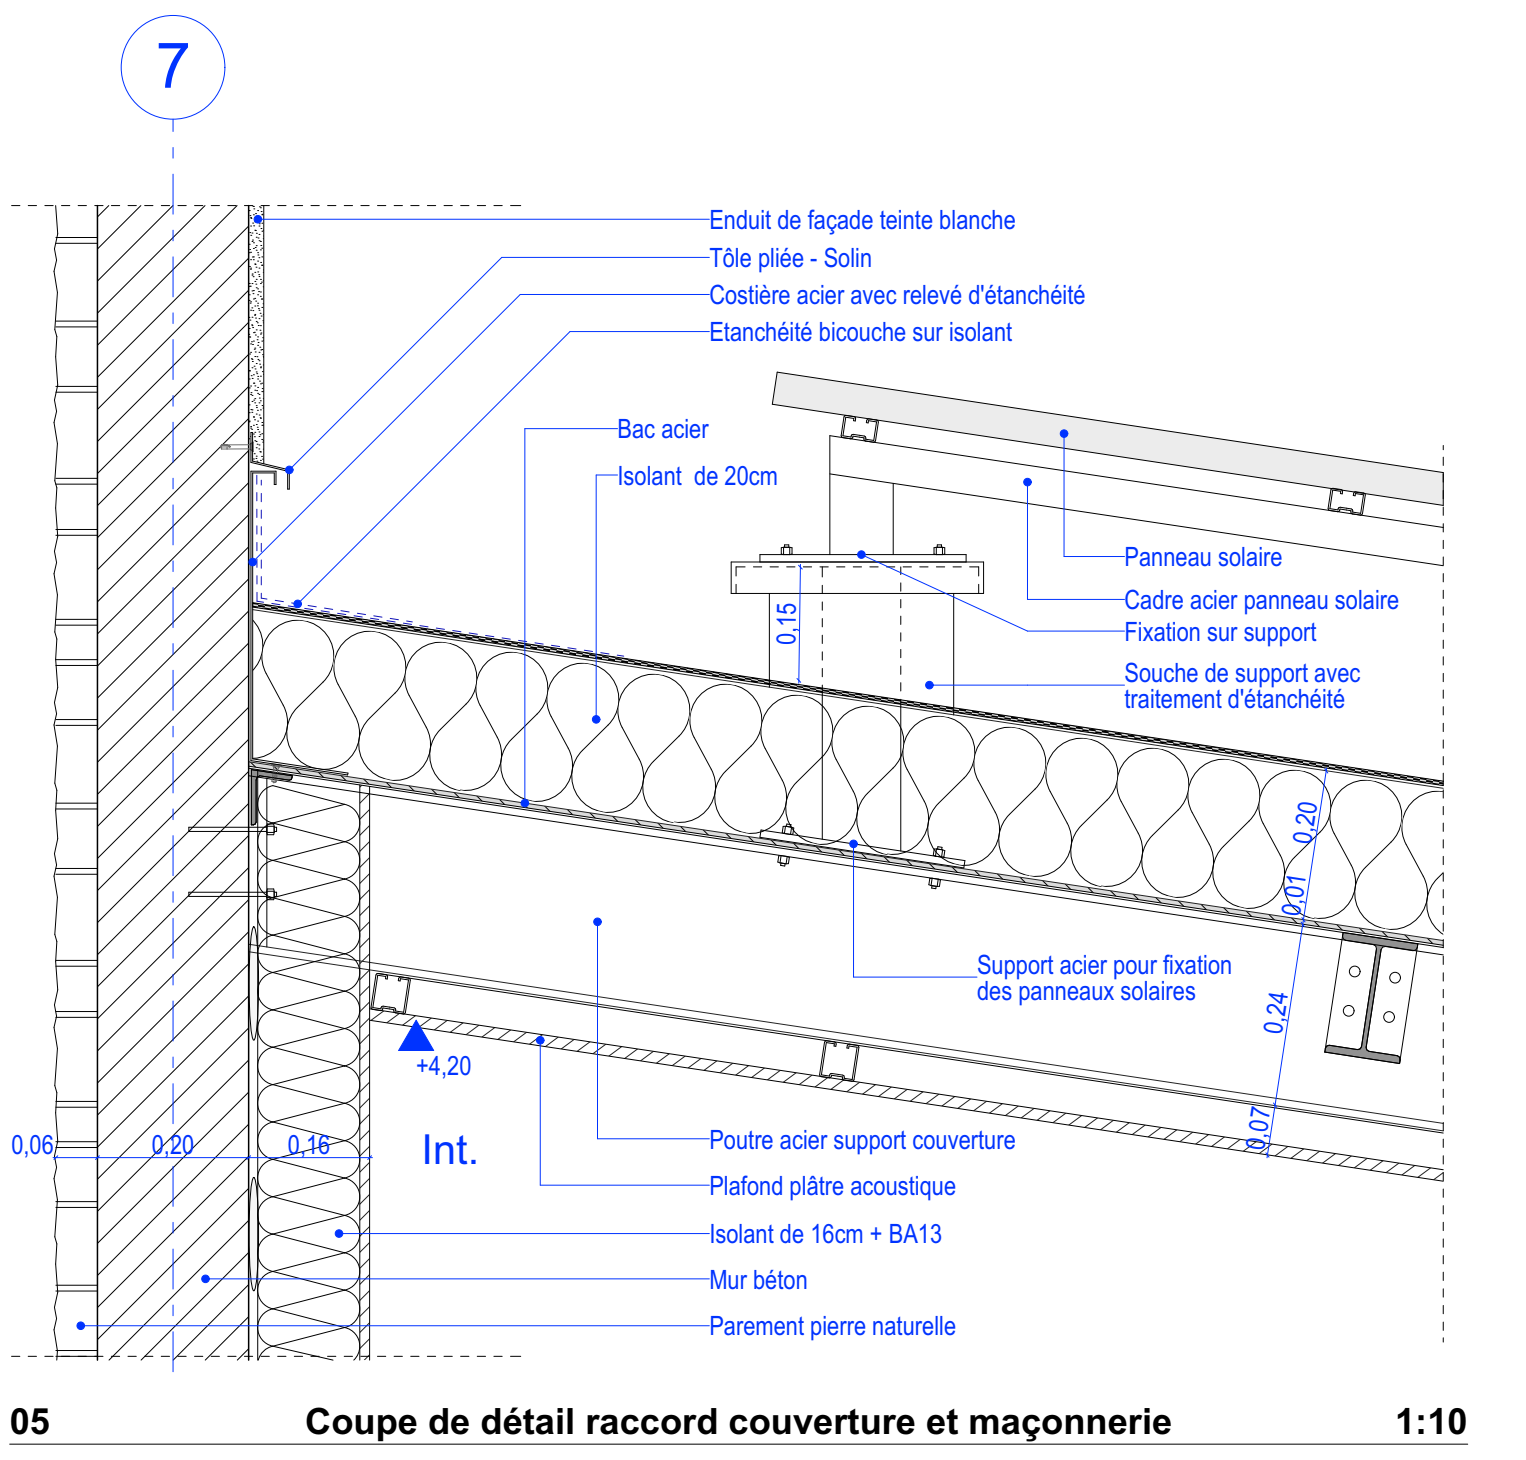 7
Enduit de façade teinte blanche
Tôle pliée - Solin
Costière acier avec relevé d'étanchéité
Etanchéité bicouche sur isolant
Bac acier
Isolant de 20cm
Panneau solaire
Cadre acier panneau solaire
Fixation sur support
0,15
Souche de support avec
traitement d'étanchéité
0,20
0,01
Support acier pour fixation
des panneaux solaires
0,24
+4,20
0,07
0,06
0,20
0,16
Int.
Poutre acier support couverture
Plafond plâtre acoustique
Isolant de 16cm + BA13
Mur béton
Parement pierre naturelle
05 Coupe de détail raccord couverture et maçonnerie 1:10